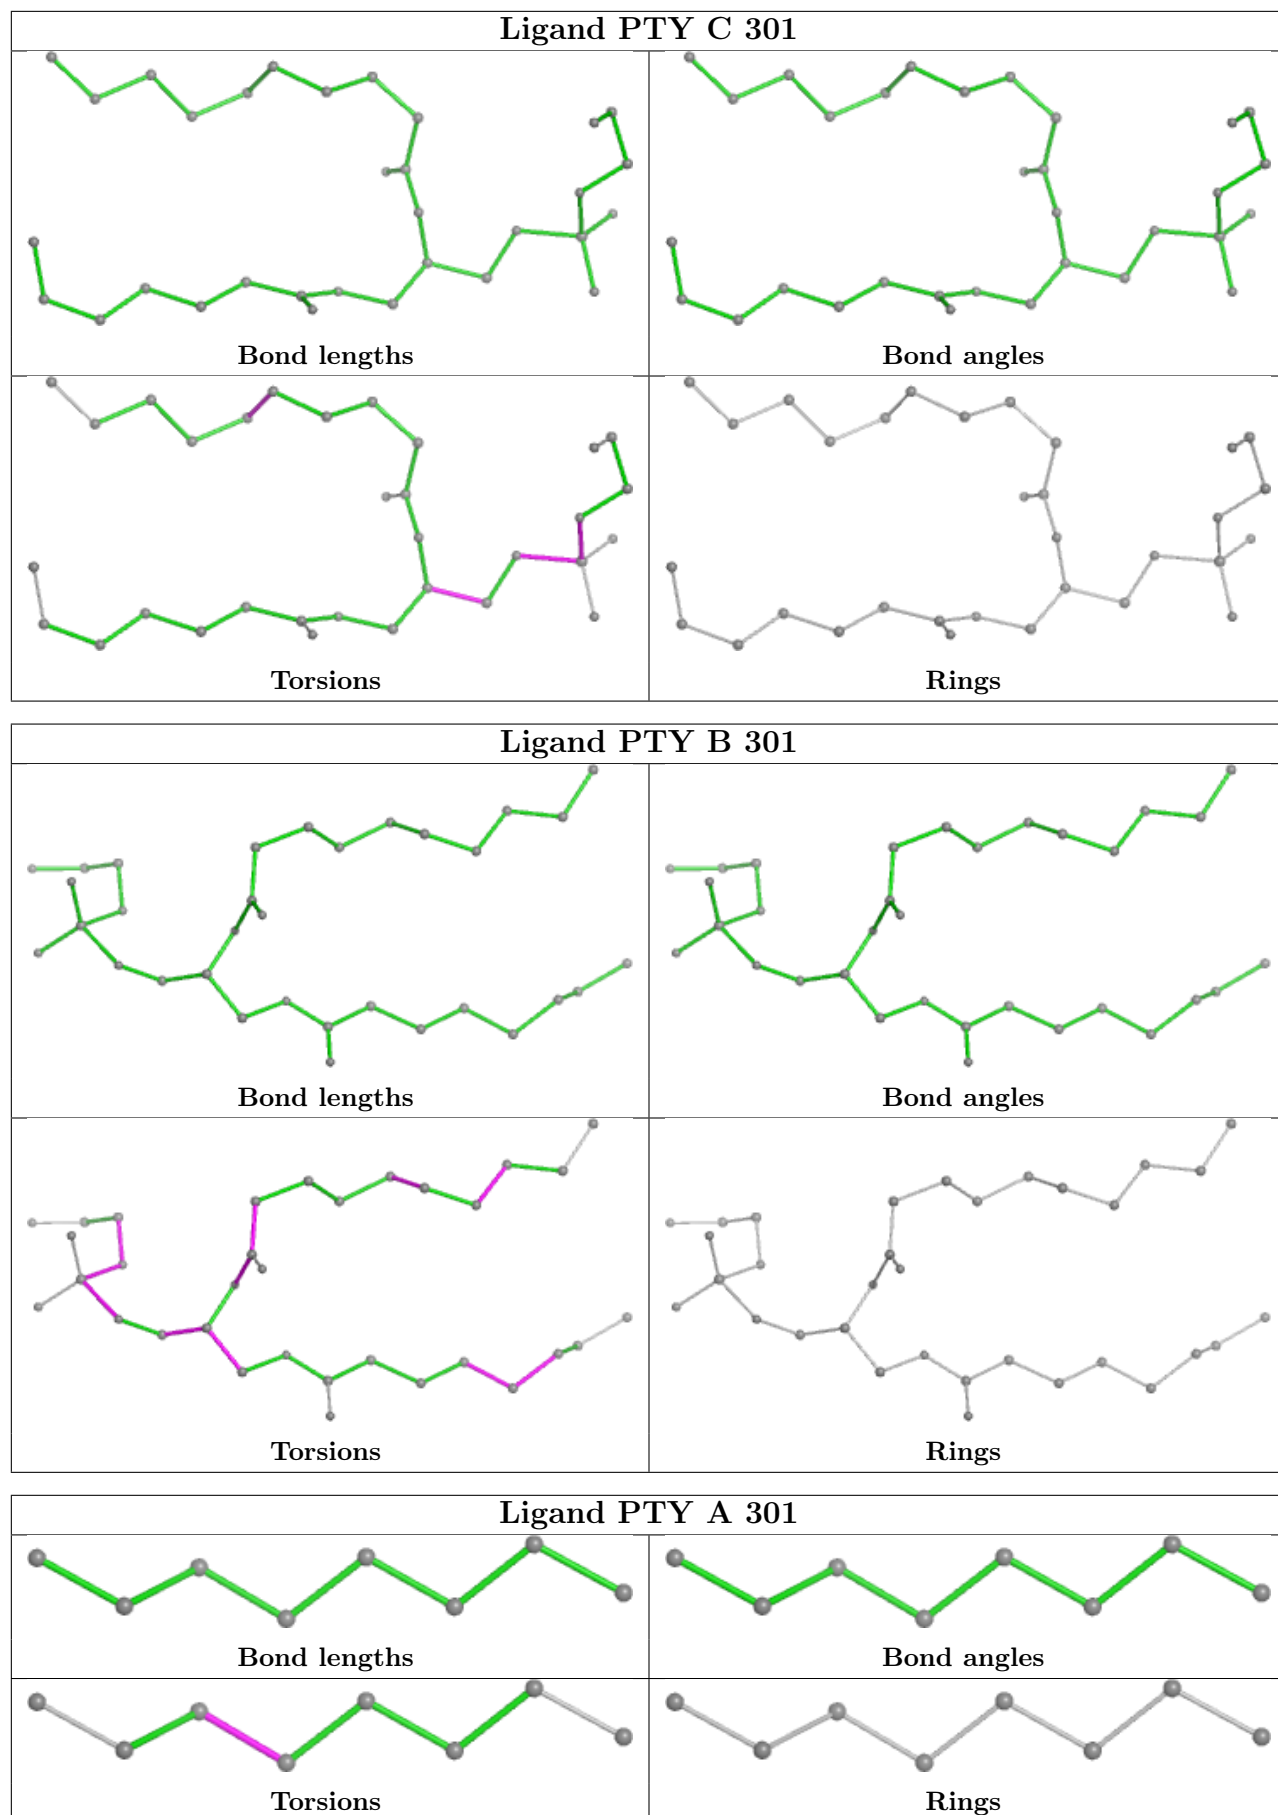 Ligand PTY C 301
Bond lengths
Bond angles
Torsions
Rings
Ligand PTY B 301
Bond lengths
Bond angles
Torsions
Rings
Ligand PTY A 301
Bond lengths
Bond angles
Torsions
Rings